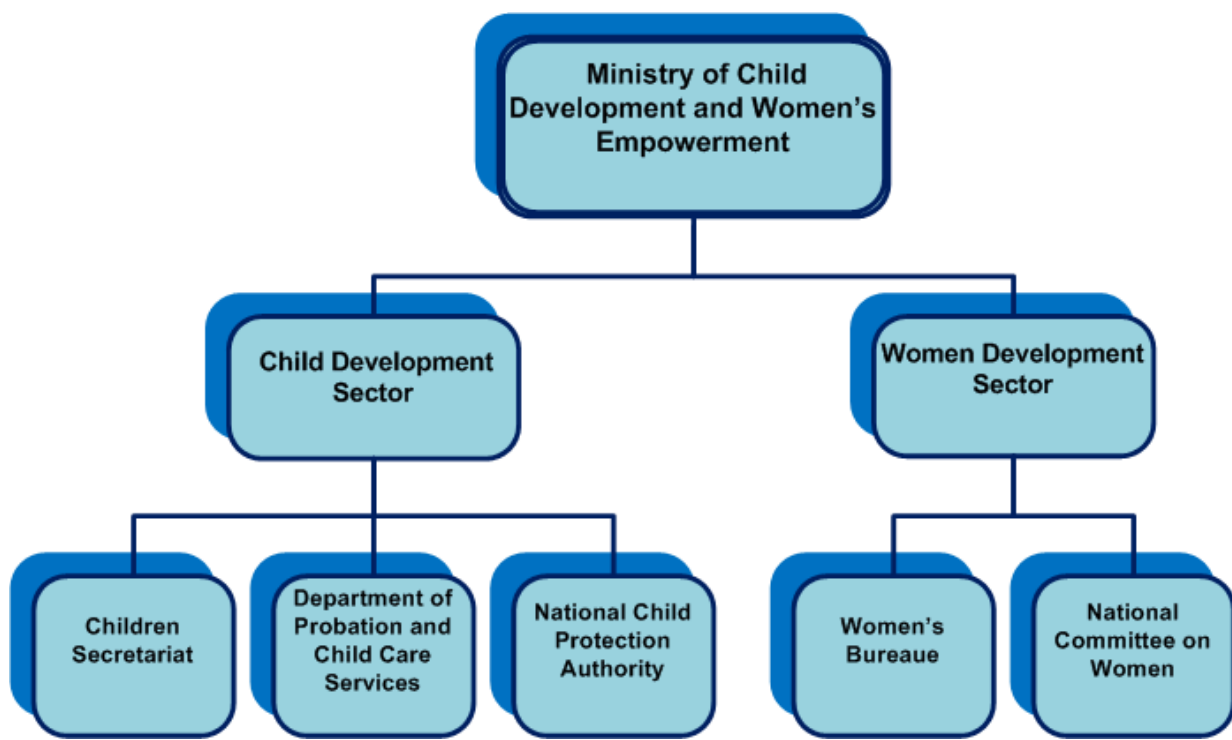 Ministry of Child
Development and Women's
Empowerment
Child Development
Sector
Women Development
Sector
Children
Secretariat
Department of
Probation and
Child Care
Services
National Child
Protection
Authority
Women's
Bureaue
National
Committee on
Women